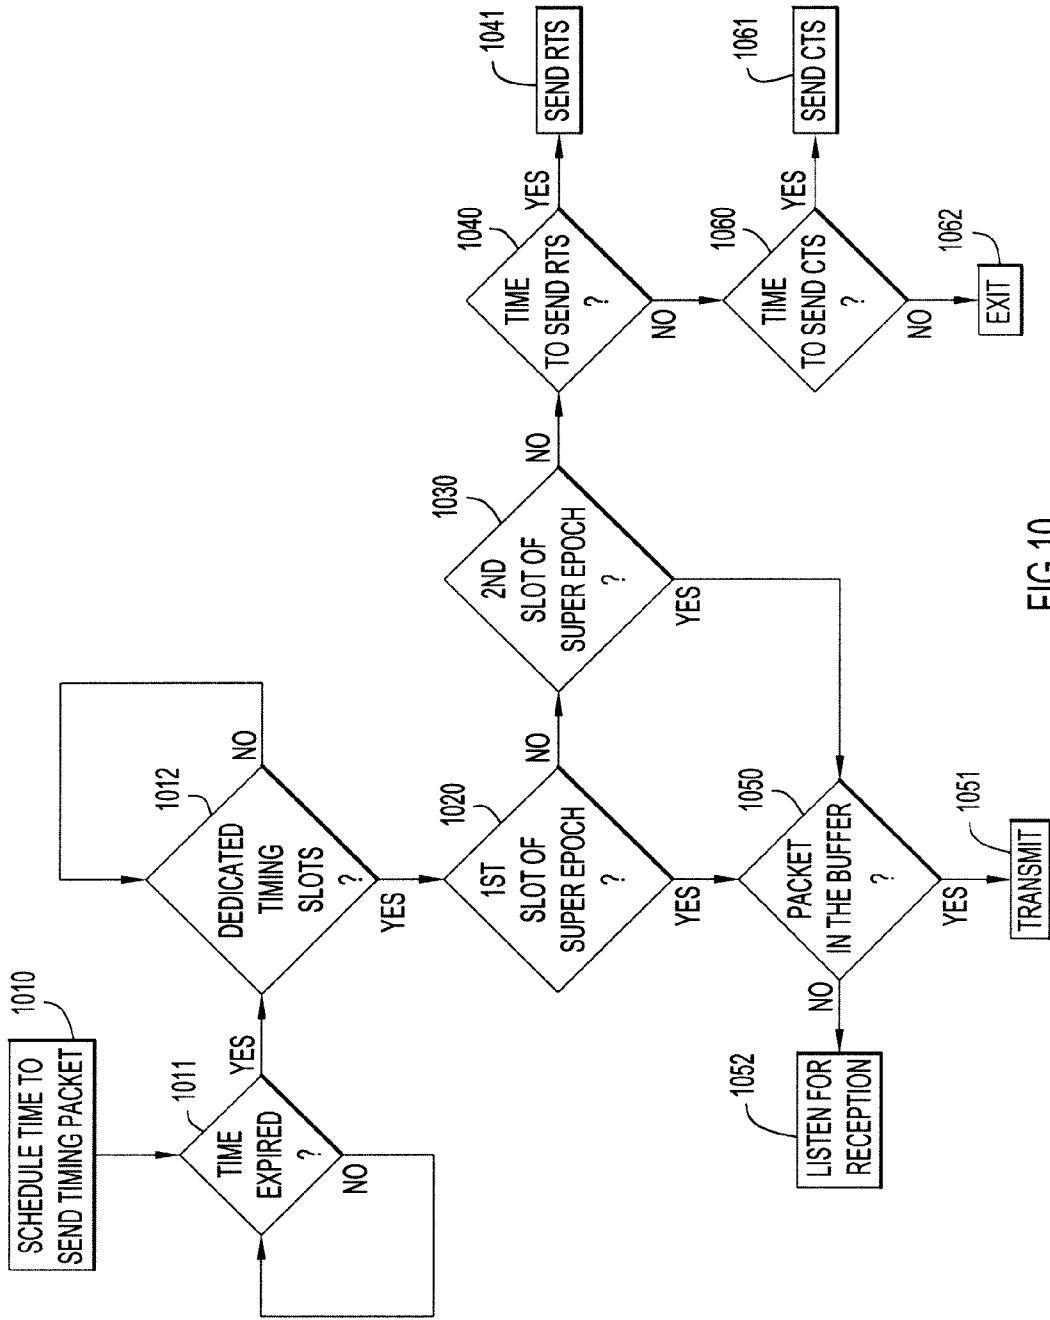 1010
SCHEDULE TIME TO
SEND TIMING PACKET
1011
TIME
EXPIRED
?
NO
YES
1012
DEDICATED
TIMING
SLOTS
?
NO
YES
1020
1ST
SLOT OF
SUPER EPOCH
?
NO
YES
1030
2ND
SLOT OF
SUPER EPOCH
?
NO
YES
1040
TIME
TO SEND RTS
?
YES
NO
1041
SEND RTS
1050
PACKET
IN THE BUFFER
?
NO
YES
1051
TRANSMIT
1052
LISTEN FOR
RECEPTION
1060
TIME
TO SEND CTS
?
YES
NO
1061
SEND CTS
1062
EXIT
FIG.10